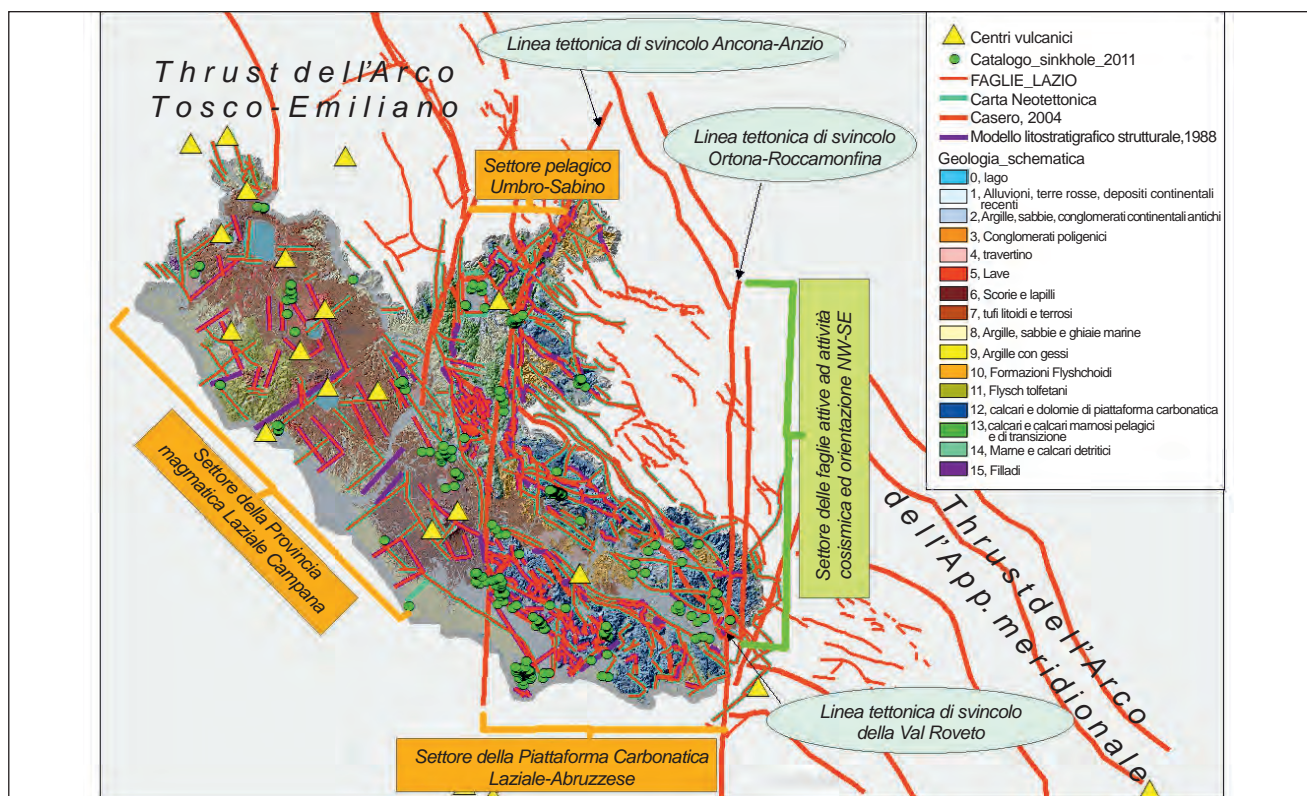 Thrust dell'Arco
Tosco-Emiliano
Linea tettonica di svincolo Ancona-Anzio
Linea tettonica di svincolo
Ortona-Roccamonfina
Settore pelagico
Umbro-Sabino
Settore della Provincia
magmatica Laziale Campana
Settore delle faglie attive ad attività
cosismica ed orientazione NW-SE
Thrust dell'Arco
dell'App. meridionale
Linea tettonica di svincolo
della Val Roveto
Settore della Piattaforma Carbonatica
Laziale-Abruzzese
Centri vulcanici
Catalogo_sinkhole_2011
FAGLIE_LAZIO
Carta Neotettonica
Casero, 2004
Modello litostratigrafico strutturale,1988
Geologia_schematica
0, lago
1, Alluvioni, terre rosse, depositi continentali
recenti
2, Argille, sabbie, conglomerati continentali antichi
3, Conglomerati poligenici
4, travertino
5, Lave
6, Scorie e lapilli
7, tufi litoidi e terrosi
8, Argille, sabbie e ghiaie marine
9, Argille con gessi
10, Formazioni Flyshchoidi
11, Flysch tolfetani
12, calcari e dolomie di piattaforma carbonatica
13, calcari e calcari marnosi pelagici
e di transizione
14, Marne e calcari detritici
15, Filladi